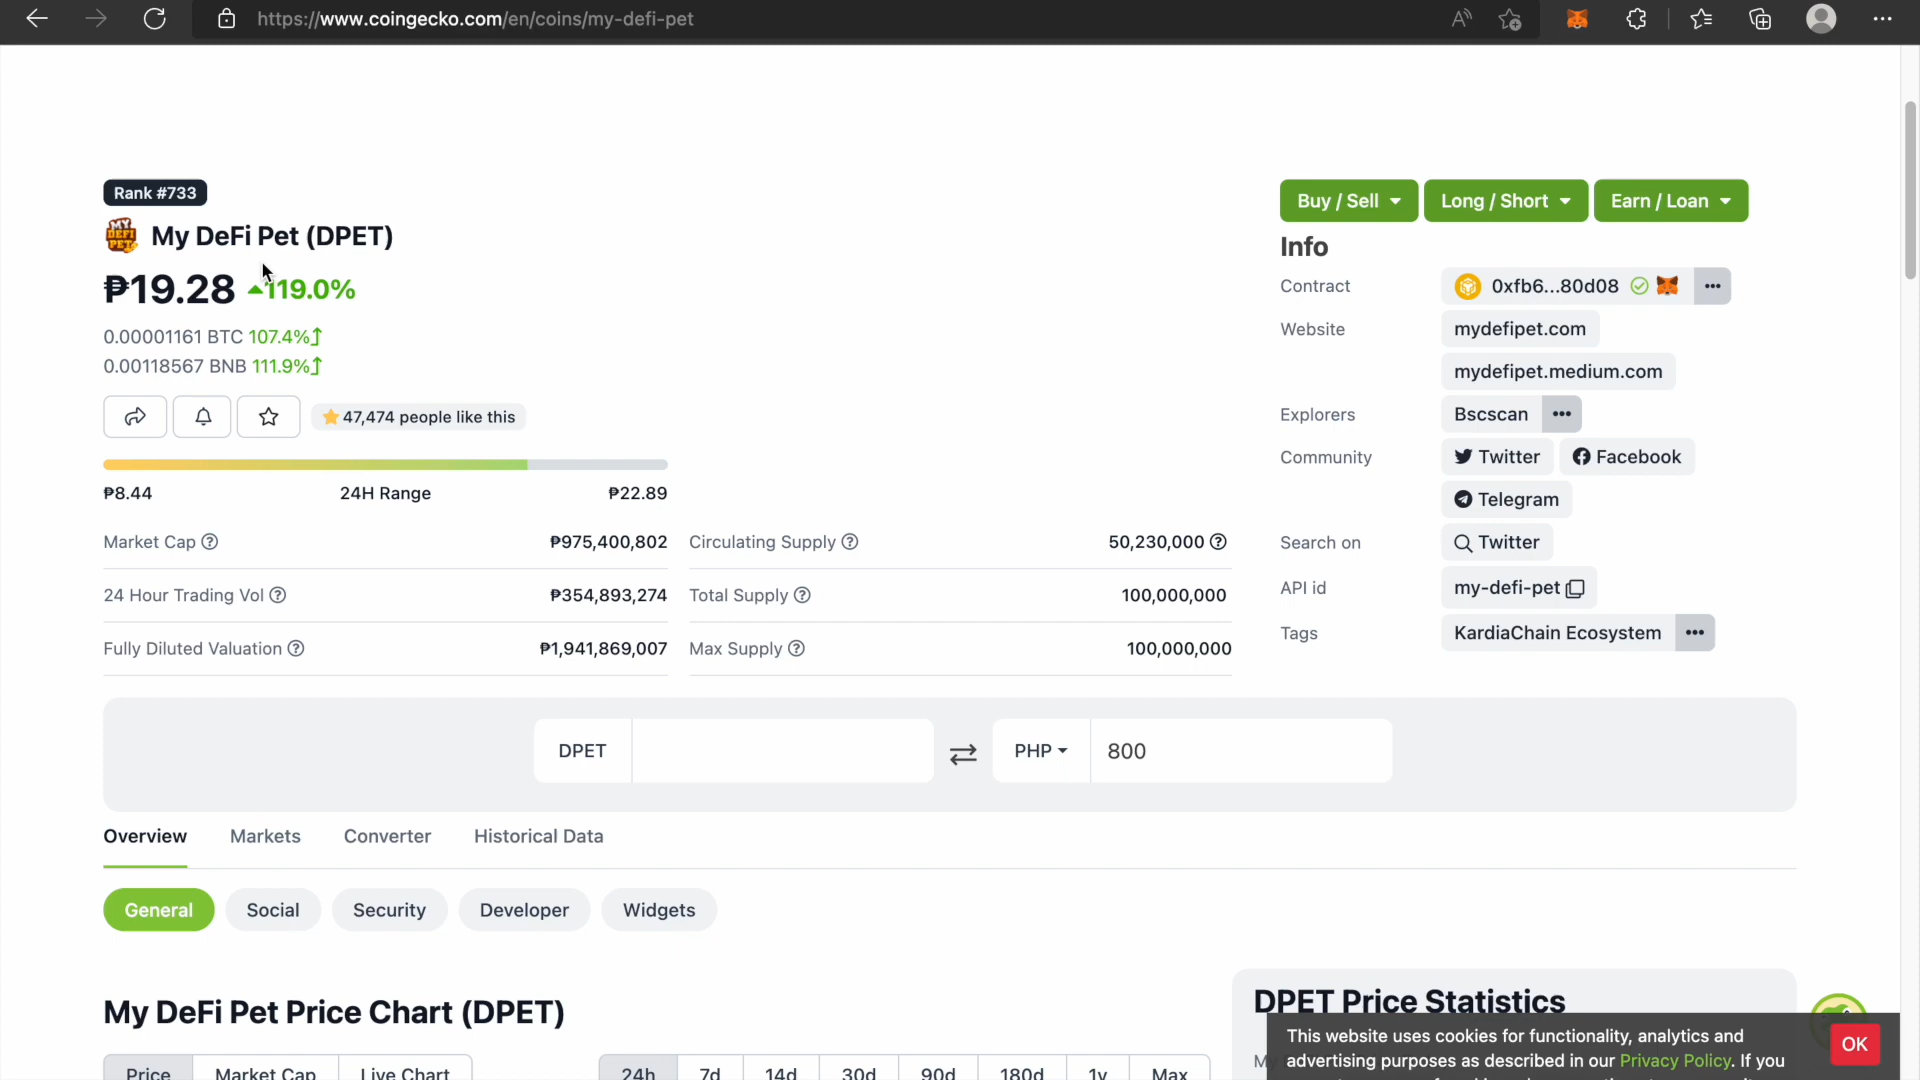 https://www.coingecko.com/en/coins/my-defi-pet
Rank #733
MY DEFI PET
My DeFi Pet (DPET)
₱19.28 119.0%
0.00001161 BTC 107.4%
0.00118567 BNB 111.9%
47,474 people like this
₱8.44 24H Range ₱22.89
Market Cap ₱975,400,802
24 Hour Trading Vol ₱354,893,274
Fully Diluted Valuation ₱1,941,869,007
Circulating Supply 50,230,000
Total Supply 100,000,000
Max Supply 100,000,000
Buy / Sell Long / Short Earn / Loan
Info
Contract 0xfb6...80d08
Website mydefipet.com
mydefipet.medium.com
Explorers Bscscan
Community Twitter Facebook
Telegram
Search on Twitter
API id my-defi-pet
Tags KardiaChain Ecosystem
DPET PHP 800
Overview Markets Converter Historical Data
General Social Security Developer Widgets
My DeFi Pet Price Chart (DPET)
Price Market Cap Live Chart 24h 7d 14d 30d 90d 180d 1y Max
DPET Price Statistics
My
This website uses cookies for functionality, analytics and
advertising purposes as described in our Privacy Policy. If you
OK